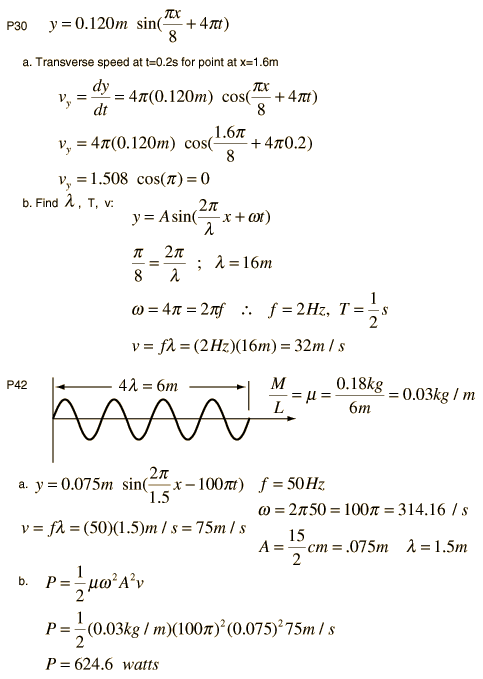 P30 y = 0.120m sin(πx/8 + 4πt)
a. Transverse speed at t=0.2s for point at x=1.6m
v_y = dy/dt = 4π(0.120m) cos(πx/8 + 4πt)
v_y = 4π(0.120m) cos(1.6π/8 + 4π0.2)
v_y = 1.508 cos(π) = 0
b. Find λ, T, v:
y = A sin(2π/λ x + ωt)
π/8 = 2π/λ ; λ = 16m
ω = 4π = 2πf ∴ f = 2Hz, T = 1/2 s
v = fλ = (2Hz)(16m) = 32m / s
P42 4λ = 6m M/L = μ = 0.18kg/6m = 0.03kg / m
a. y = 0.075m sin(2π/1.5 x − 100πt) f = 50Hz
ω = 2π50 = 100π = 314.16 / s
v = fλ = (50)(1.5)m / s = 75m / s
A = 15/2 cm = .075m λ = 1.5m
b. P = 1/2 μω²A²v
P = 1/2 (0.03kg / m)(100π)²(0.075)²75m / s
P = 624.6 watts